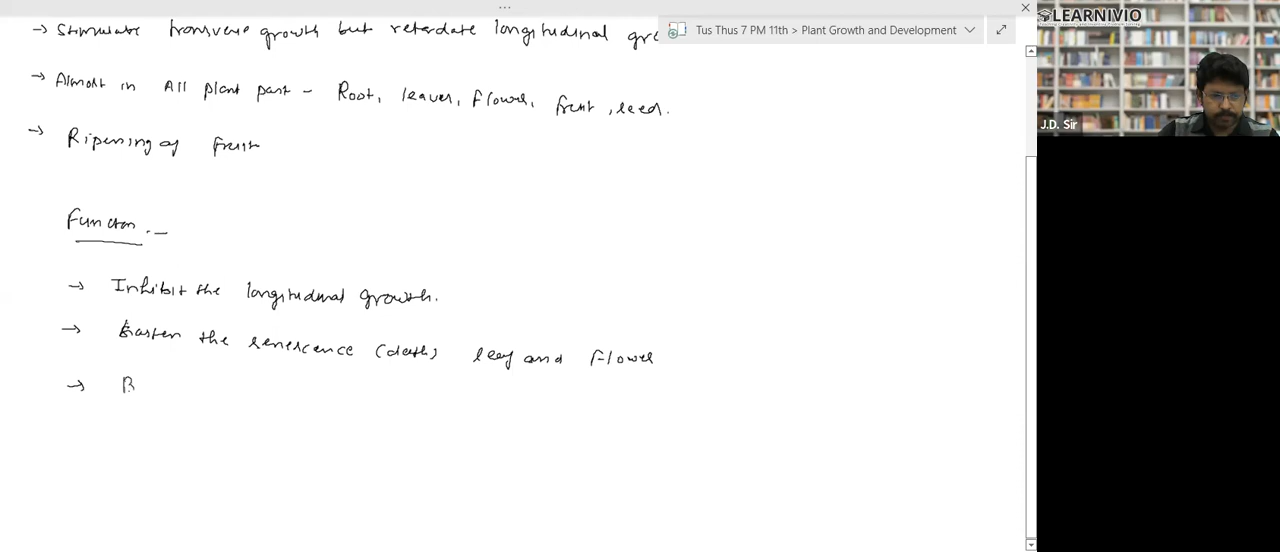 → Stimulate transverse growth but retardate longitudinal gro
Tus Thus 7 PM 11th > Plant Growth and Development
LEARNIVIO
→ Almost in All plant part – Root, leaves, flower, fruit, seed.
J.D. Sir
→ Ripening of fruit
Function.–
→ Inhibit the longitudinal growth.
→ Hasten the senescence (death) leaf and flower
→ B